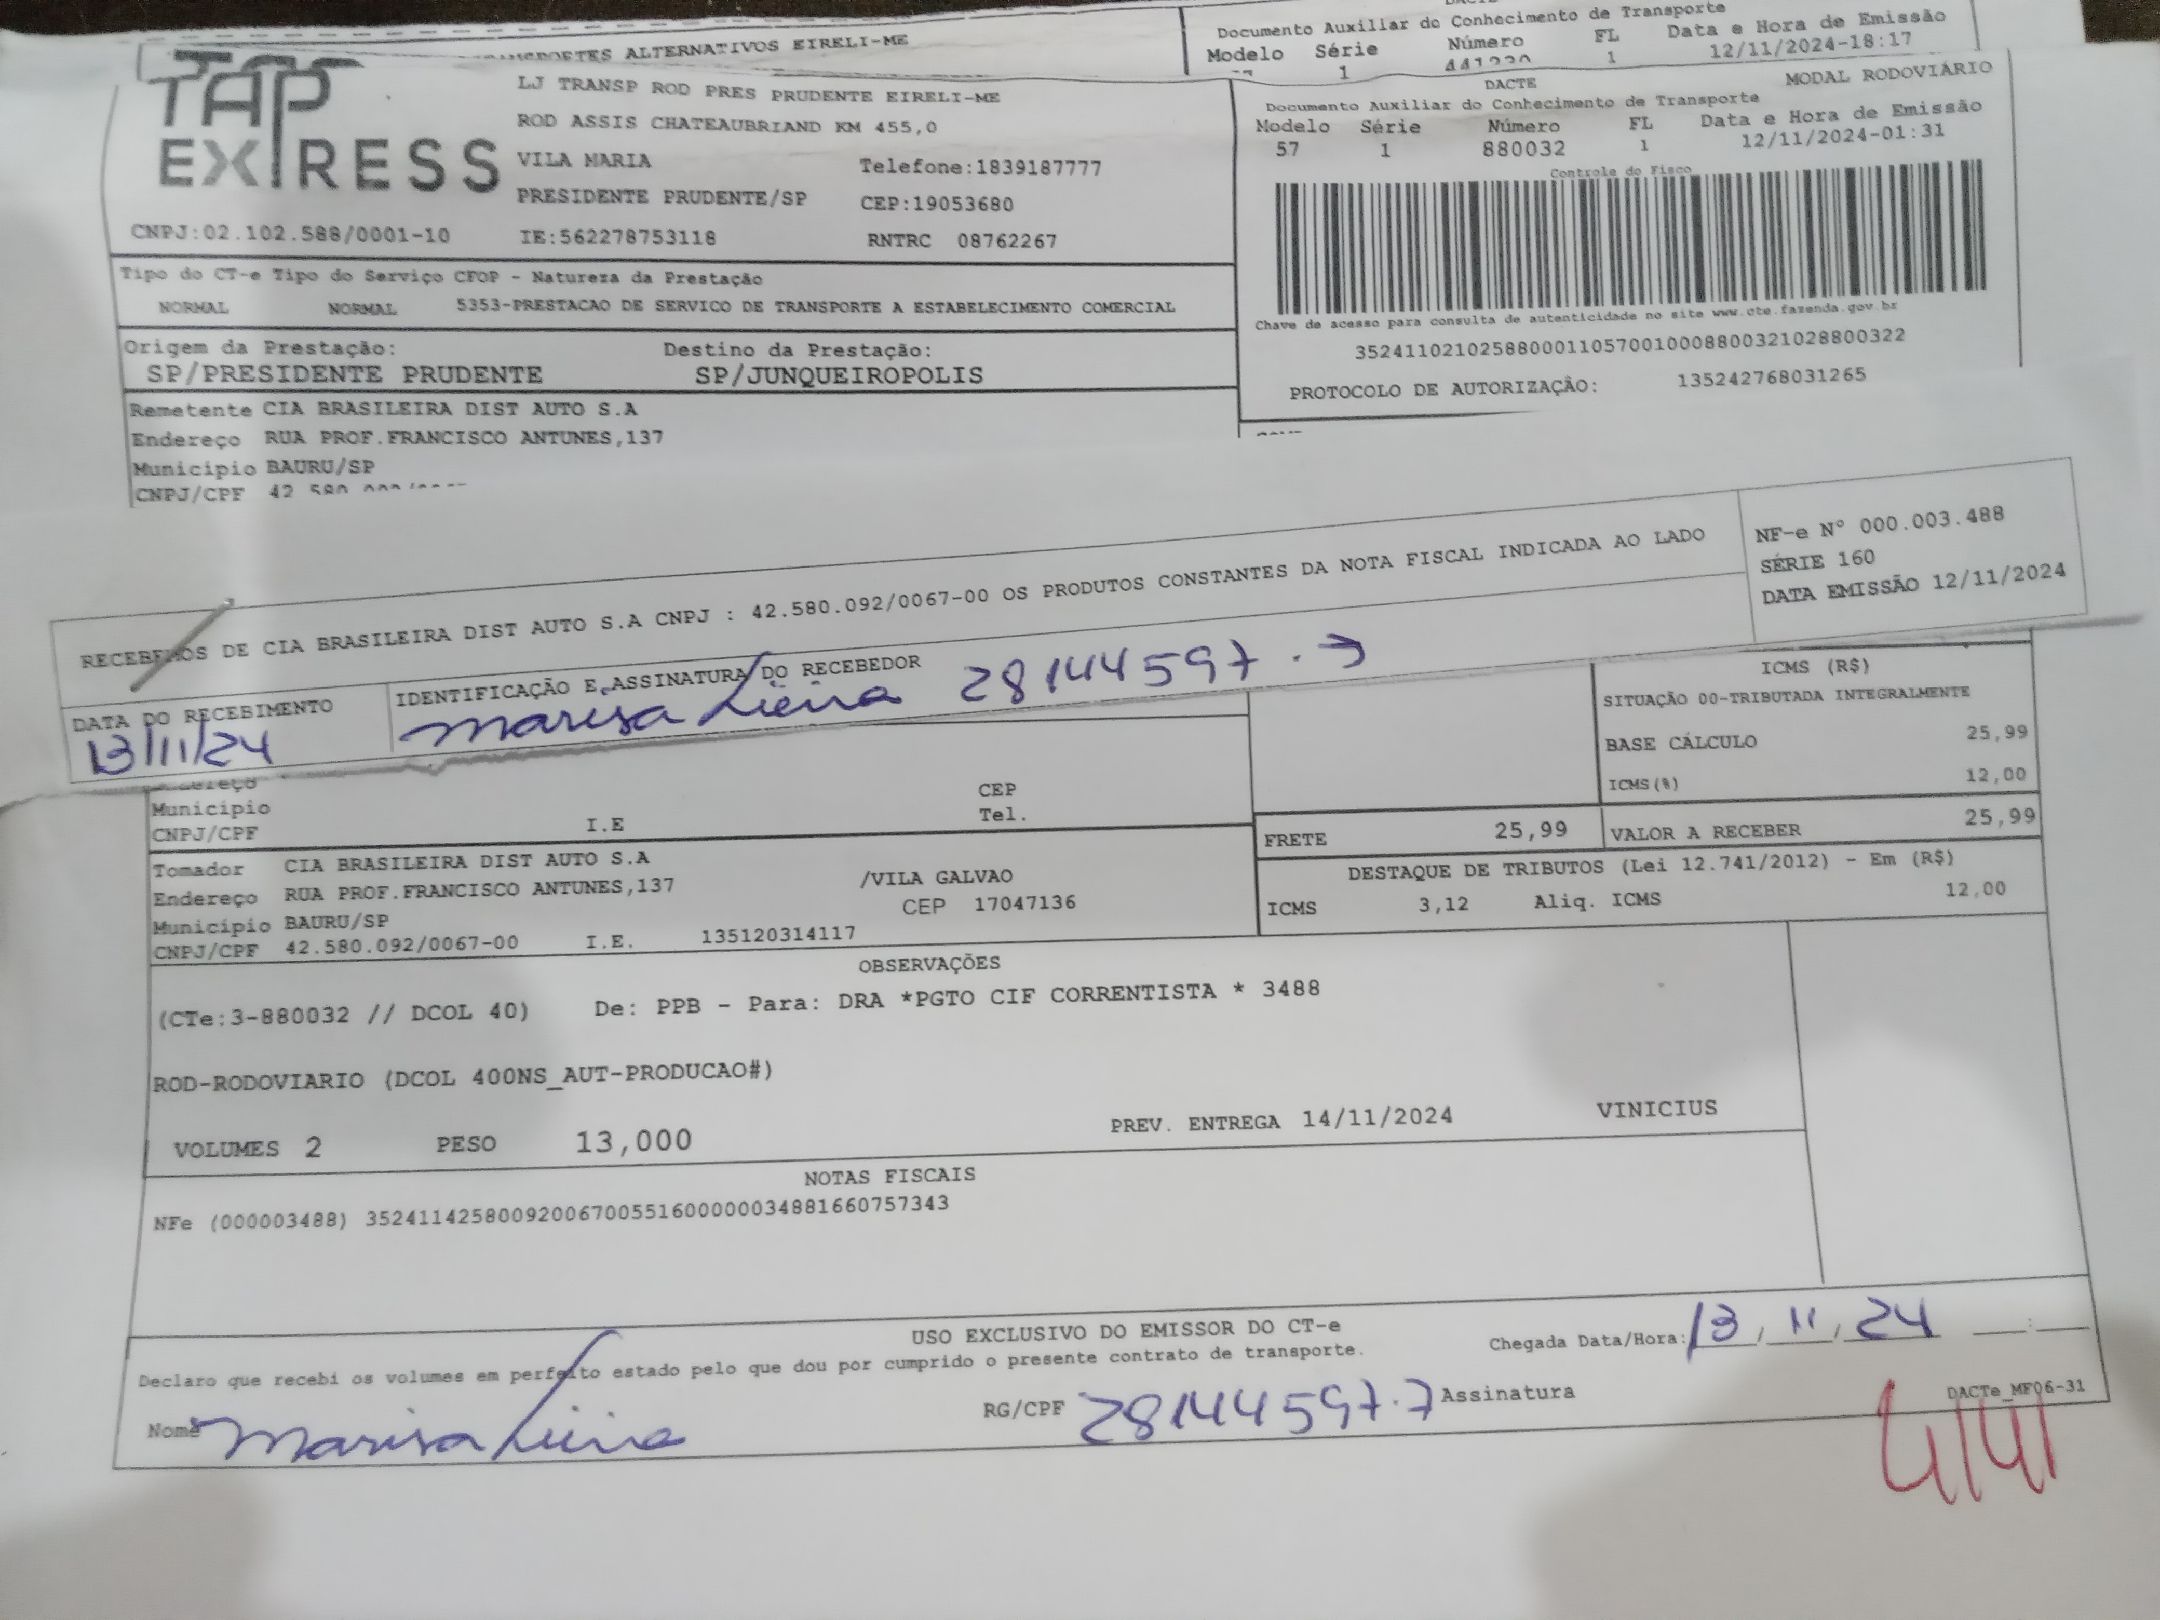 TRANSPORTES ALTERNATIVOS EIRELI-ME
Documento Auxiliar do Conhecimento de Transporte
Modelo Série Número FL Data e Hora de Emissão
1 1 12/11/2024-18:17
TAP EXPRESS
LJ TRANSP ROD PRES PRUDENTE EIRELI-ME
ROD ASSIS CHATEAUBRIAND KM 455,0
VILA MARIA Telefone:1839187777
PRESIDENTE PRUDENTE/SP CEP:19053680
CNPJ:02.102.588/0001-10 IE:562278753118 RNTRC 08762267
DACTE MODAL RODOVIÁRIO
Documento Auxiliar do Conhecimento de Transporte
Modelo Série Número FL Data e Hora de Emissão
57 1 880032 1 12/11/2024-01:31
Controle do Fisco
Chave de acesso para consulta de autenticidade no site www.cte.fazenda.gov.br
35241102102588000110570010008800321028800322
PROTOCOLO DE AUTORIZAÇÃO: 135242768031265
Tipo do CT-e Tipo do Serviço CFOP - Natureza da Prestação
NORMAL NORMAL 5353-PRESTACAO DE SERVICO DE TRANSPORTE A ESTABELECIMENTO COMERCIAL
Origem da Prestação: Destino da Prestação:
SP/PRESIDENTE PRUDENTE SP/JUNQUEIROPOLIS
Remetente CIA BRASILEIRA DIST AUTO S.A
Endereço RUA PROF.FRANCISCO ANTUNES,137
Município BAURU/SP
CNPJ/CPF
RECEBEMOS DE CIA BRASILEIRA DIST AUTO S.A CNPJ : 42.580.092/0067-00 OS PRODUTOS CONSTANTES DA NOTA FISCAL INDICADA AO LADO
NF-e Nº 000.003.488
SÉRIE 160
DATA EMISSÃO 12/11/2024
DATA DO RECEBIMENTO IDENTIFICAÇÃO E ASSINATURA DO RECEBEDOR
13/11/24 Marisa 28144597.7
ICMS (R$)
SITUAÇÃO 00-TRIBUTADA INTEGRALMENTE
BASE CÁLCULO 25,99
ICMS(%) 12,00
Endereço CEP
Município Tel.
CNPJ/CPF I.E
FRETE 25,99 VALOR A RECEBER 25,99
Tomador CIA BRASILEIRA DIST AUTO S.A
Endereço RUA PROF.FRANCISCO ANTUNES,137 /VILA GALVAO
Município BAURU/SP CEP 17047136
CNPJ/CPF 42.580.092/0067-00 I.E. 135120314117
DESTAQUE DE TRIBUTOS (Lei 12.741/2012) - Em (R$)
ICMS 3,12 Aliq. ICMS 12,00
OBSERVAÇÕES
(CTe:3-880032 // DCOL 40) De: PPB - Para: DRA *PGTO CIF CORRENTISTA * 3488
ROD-RODOVIARIO (DCOL 400NS_AUT-PRODUCAO#)
VOLUMES 2 PESO 13,000 PREV. ENTREGA 14/11/2024 VINICIUS
NOTAS FISCAIS
NFe (000003488) 35241142580092006700551600000034881660757343
USO EXCLUSIVO DO EMISSOR DO CT-e
Declaro que recebi os volumes em perfeito estado pelo que dou por cumprido o presente contrato de transporte.
Chegada Data/Hora: 13/11/24 __:__
Nome Marisa RG/CPF 28144597.7 Assinatura
DACTe_MF06-31